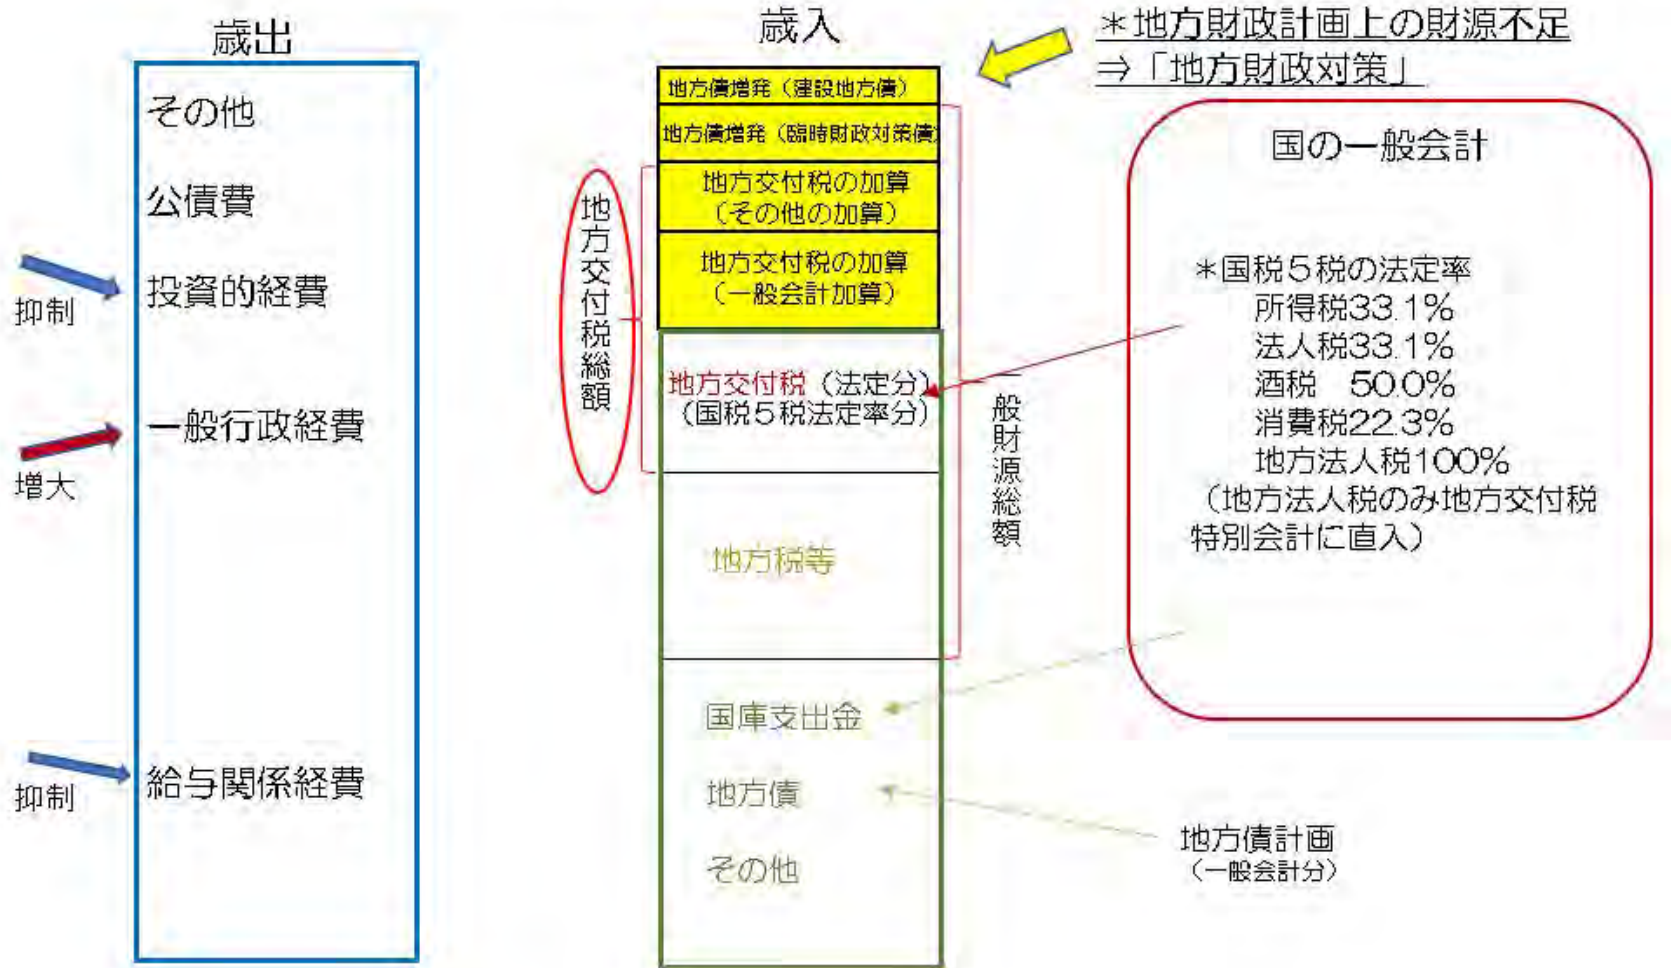 歳出
その他
公債費
投資的経費
一般行政経費
給与関係経費
抑制
増大
抑制
歳入
地方債増発（建設地方債）
地方債増発（臨時財政対策債）
地方交付税の加算
（その他の加算）
地方交付税の加算
（一般会計加算）
地方交付税（法定分）
（国税５税法定率分）
地方税等
国庫支出金
地方債
その他
地方交付税総額
一般財源総額
＊地方財政計画上の財源不足
⇒「地方財政対策」
国の一般会計
＊国税５税の法定率
所得税33.1%
法人税33.1%
酒税　50.0%
消費税22.3%
地方法人税100%
（地方法人税のみ地方交付税
特別会計に直入）
地方債計画
（一般会計分）